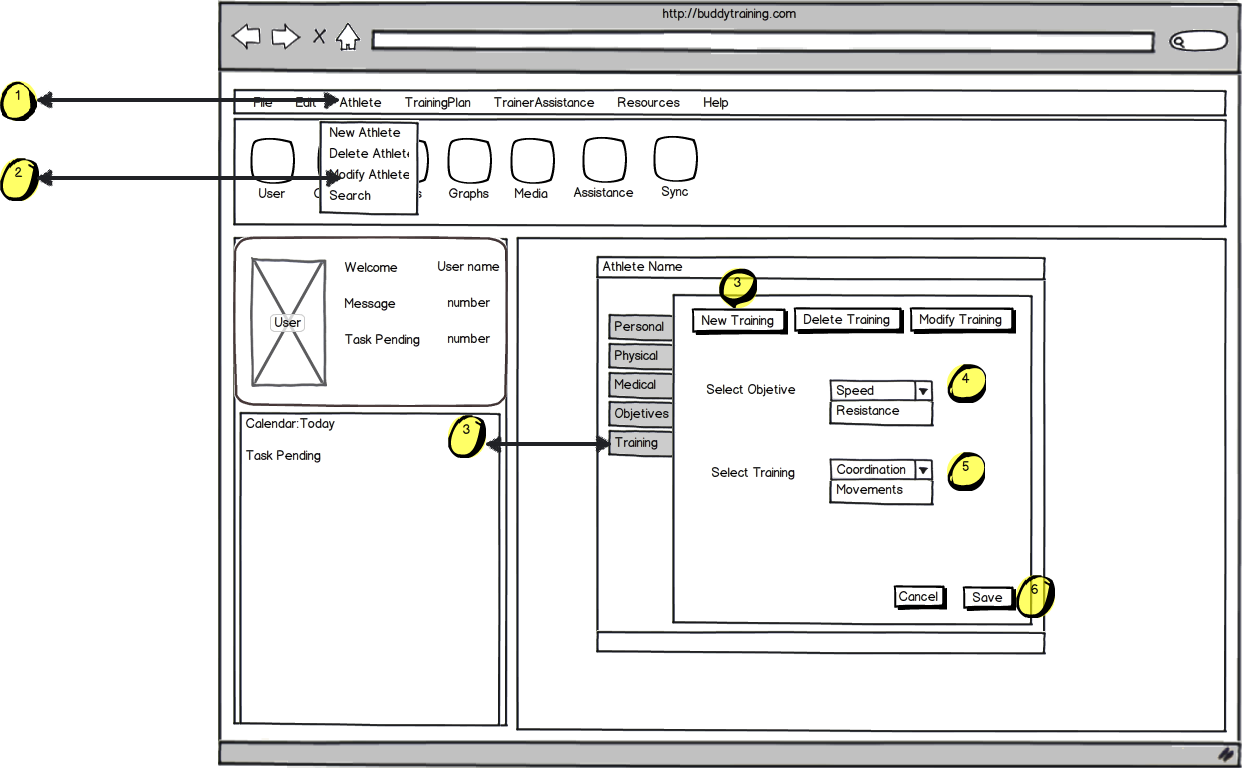 http://buddytraining.com
1
File Edit Athlete TrainingPlan TrainerAssistance Resources Help
New Athlete
Delete Athlete
2
Modify Athlete
Search
User
Graphs
Media
Assistance
Sync
Welcome User name
Message number
Task Pending number
User
Calendar:Today
Task Pending
3
Athlete Name
3
New Training Delete Training Modify Training
Personal
Physical
Medical
Objetives
Training
Select Objetive Speed
4
Resistance
Select Training Coordination
5
Movements
Cancel Save
6